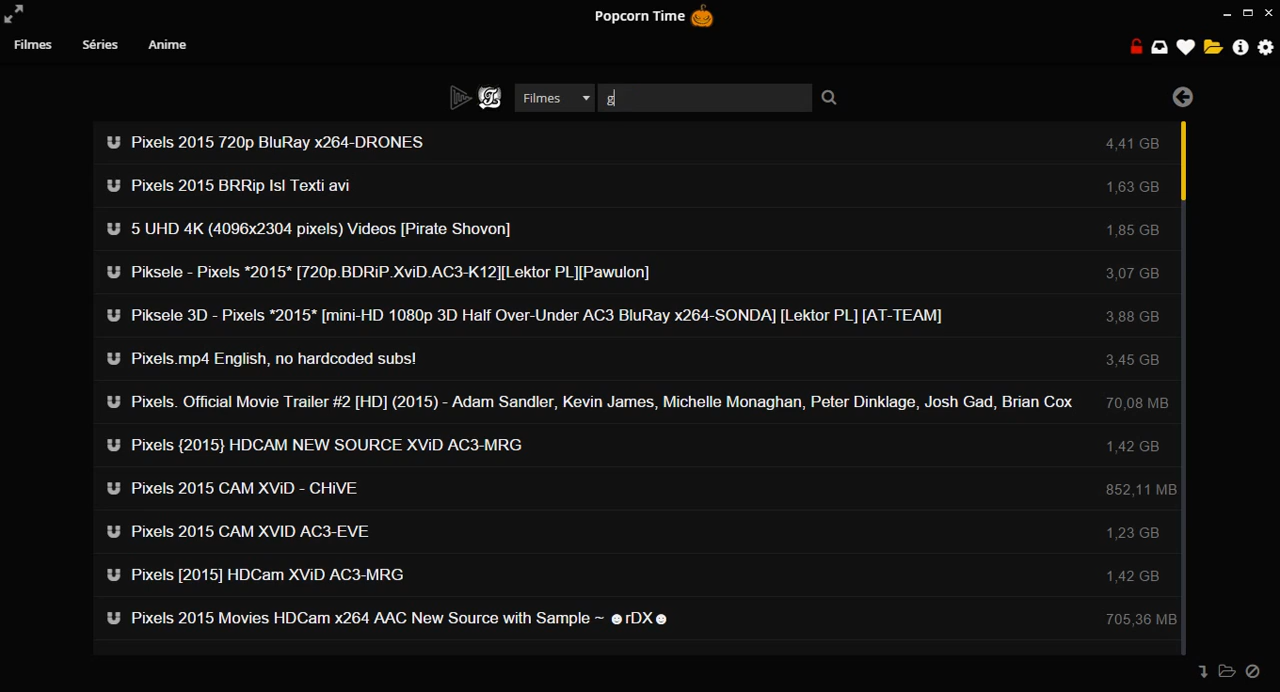 Popcorn Time
Filmes Séries Anime
Filmes g
Pixels 2015 720p BluRay x264-DRONES 4,41 GB
Pixels 2015 BRRip Isl Texti avi 1,63 GB
5 UHD 4K (4096x2304 pixels) Videos [Pirate Shovon] 1,85 GB
Piksele - Pixels *2015* [720p.BDRiP.XviD.AC3-K12][Lektor PL][Pawulon] 3,07 GB
Piksele 3D - Pixels *2015* [mini-HD 1080p 3D Half Over-Under AC3 BluRay x264-SONDA] [Lektor PL] [AT-TEAM] 3,88 GB
Pixels.mp4 English, no hardcoded subs! 3,45 GB
Pixels. Official Movie Trailer #2 [HD] (2015) - Adam Sandler, Kevin James, Michelle Monaghan, Peter Dinklage, Josh Gad, Brian Cox 70,08 MB
Pixels {2015} HDCAM NEW SOURCE XViD AC3-MRG 1,42 GB
Pixels 2015 CAM XViD - CHiVE 852,11 MB
Pixels 2015 CAM XVID AC3-EVE 1,23 GB
Pixels [2015] HDCam XViD AC3-MRG 1,42 GB
Pixels 2015 Movies HDCam x264 AAC New Source with Sample ~ ☻rDX☻ 705,36 MB